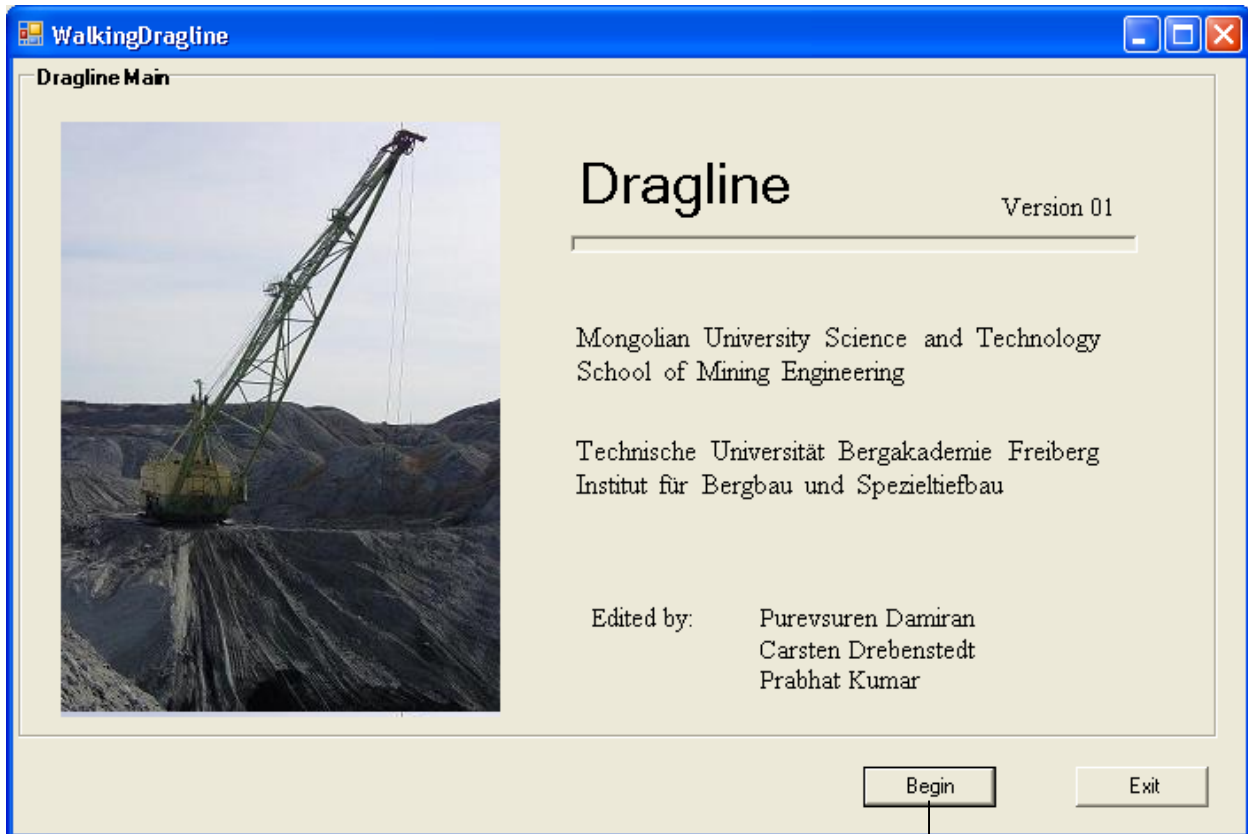 WalkingDragline
Dragline Main
Dragline
Version 01
Mongolian University Science and Technology
School of Mining Engineering
Technische Universität Bergakademie Freiberg
Institut für Bergbau und Spezieltiefbau
Edited by: Purevsuren Damiran
Carsten Drebenstedt
Prabhat Kumar
Begin Exit